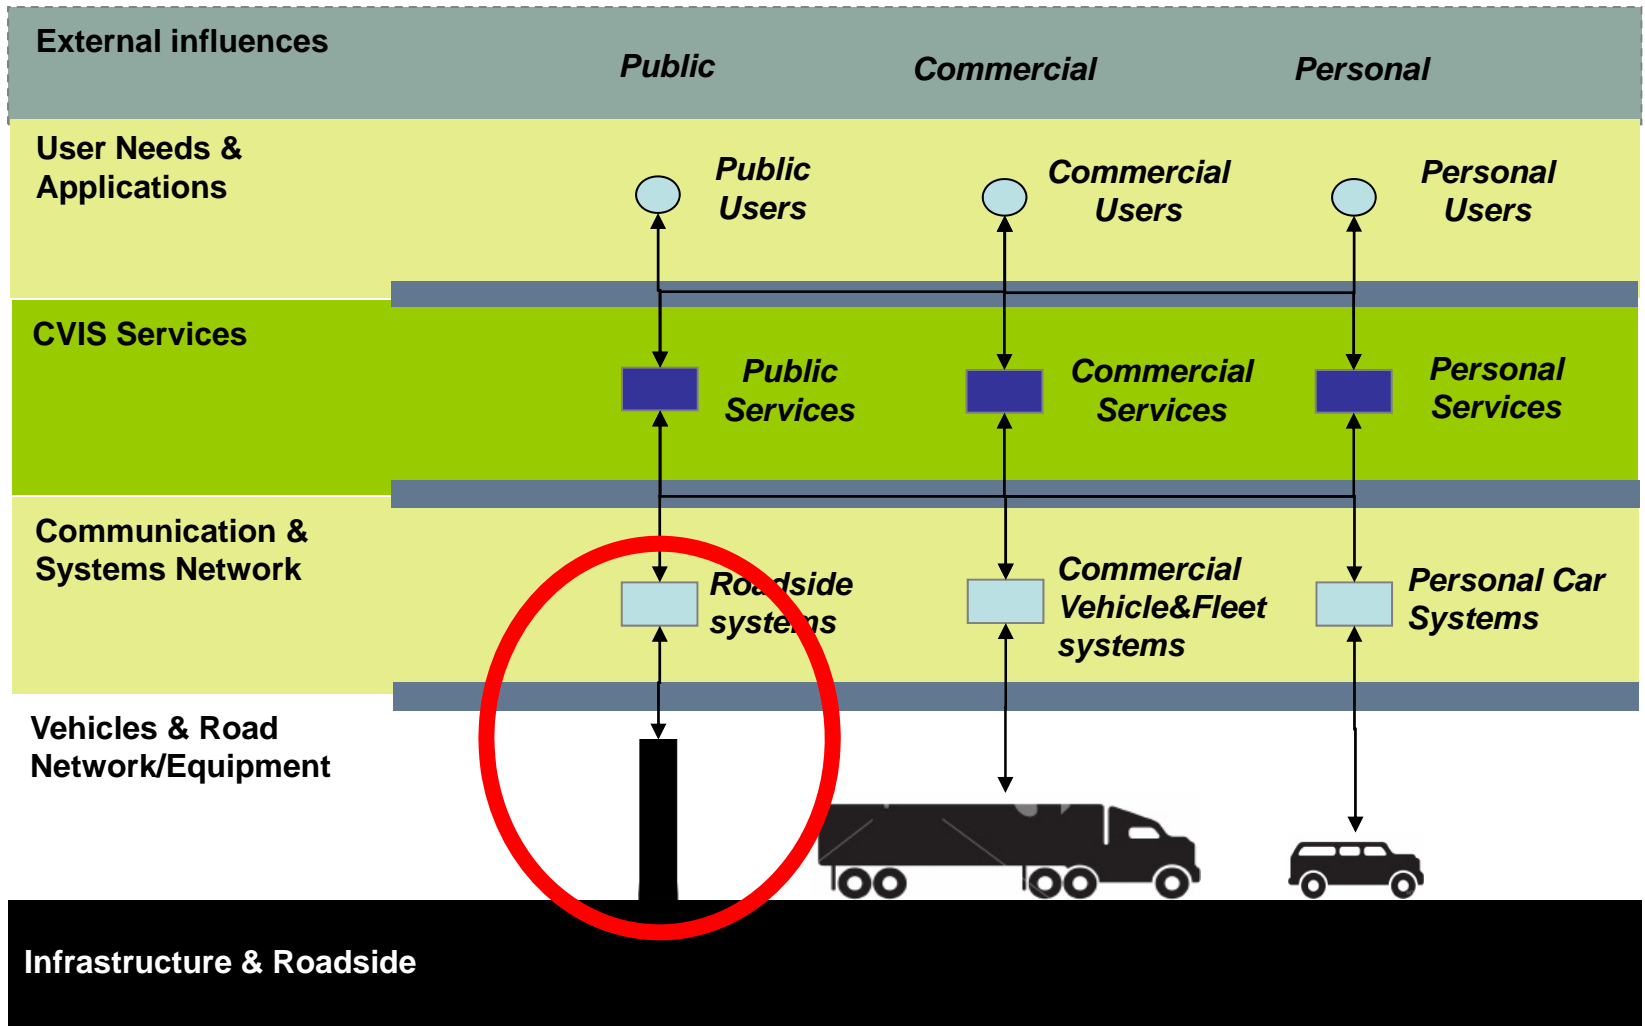 External influences
Public
Commercial
Personal
User Needs &
Applications
Public
Users
Commercial
Users
Personal
Users
CVIS Services
Public
Services
Commercial
Services
Personal
Services
Communication &
Systems Network
Roadside
systems
Commercial
Vehicle&Fleet
systems
Personal Car
Systems
Vehicles & Road
Network/Equipment
Infrastructure & Roadside